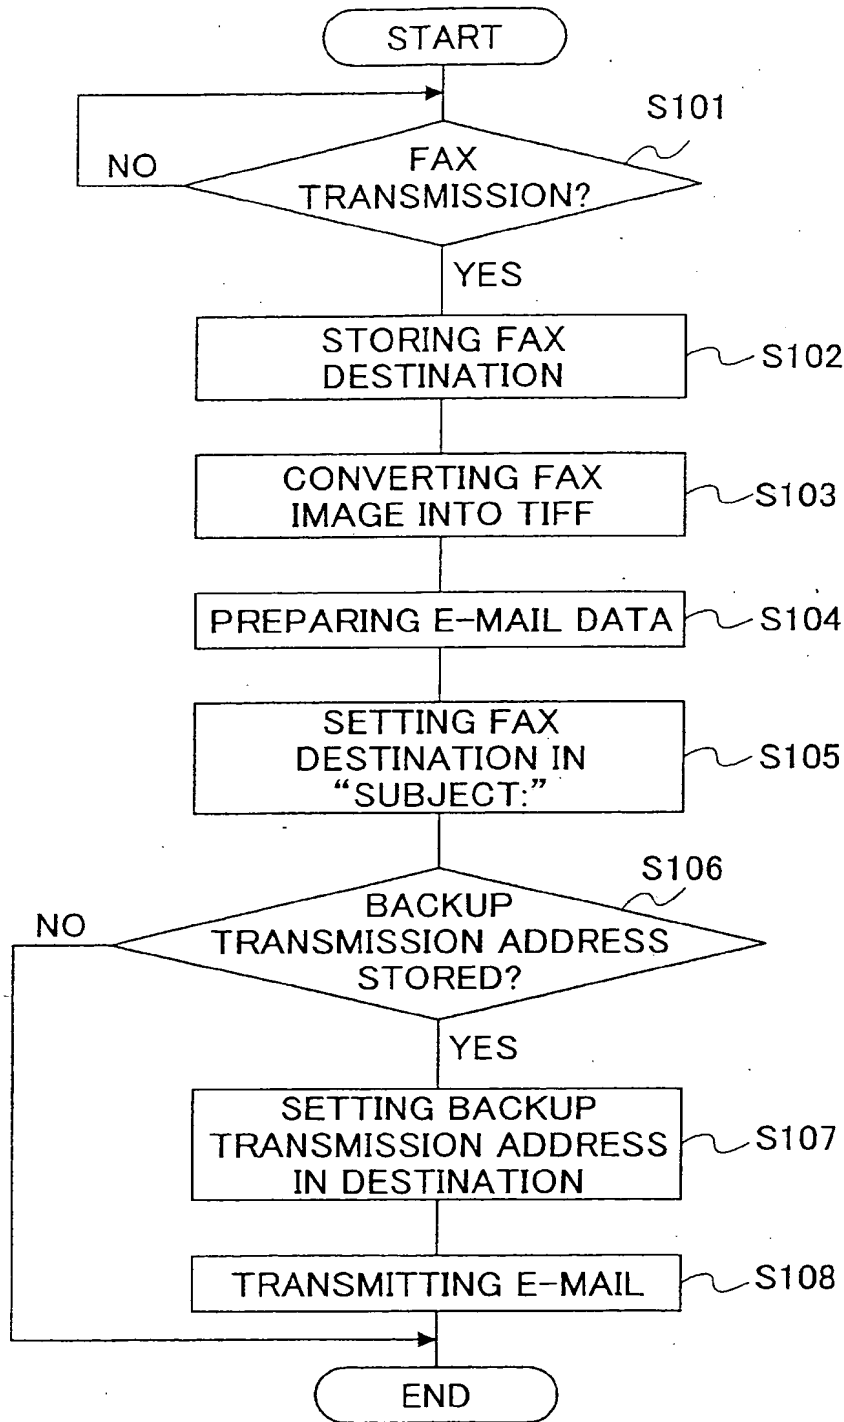 START
S101
FAX
TRANSMISSION?
NO
YES
STORING FAX
DESTINATION
S102
CONVERTING FAX
IMAGE INTO TIFF
S103
PREPARING E-MAIL DATA
S104
SETTING FAX
DESTINATION IN
“SUBJECT:”
S105
S106
BACKUP
TRANSMISSION ADDRESS
STORED?
NO
YES
SETTING BACKUP
TRANSMISSION ADDRESS
IN DESTINATION
S107
TRANSMITTING E-MAIL
S108
END